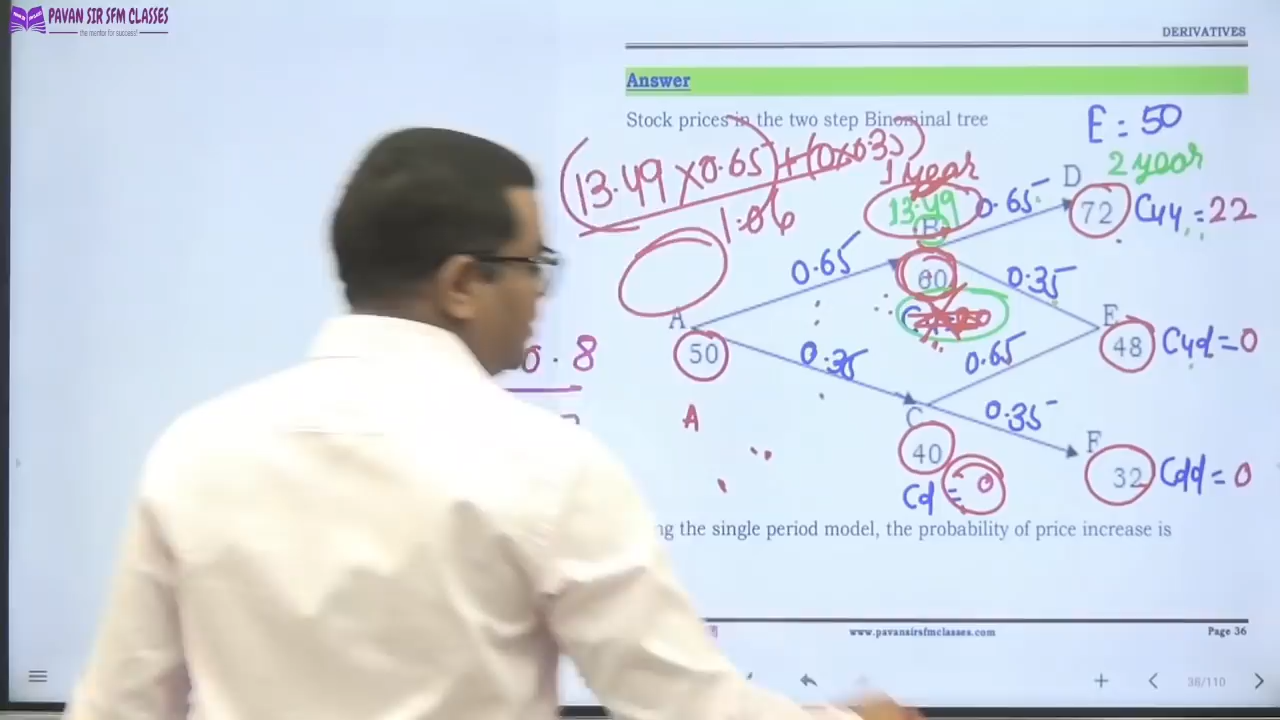 PAVAN SIR SFM CLASSES
the mentor for success!
DERIVATIVES
Answer
Stock prices in the two step Binominal tree
E = 50
(13.49 × 0.65) + (0 × 0.35)
1.06
1 year
2 year
13.49
B
0.65
D
72
Cuu = 22
0.65
60
0.35
A
50
E
48
Cud = 0
0.8
0.35
0.65
A
C
40
0.35
F
32
Cdd = 0
Cd = 0
the single period model, the probability of price increase is
www.pavansirsfmclasses.com
Page 36
36/110